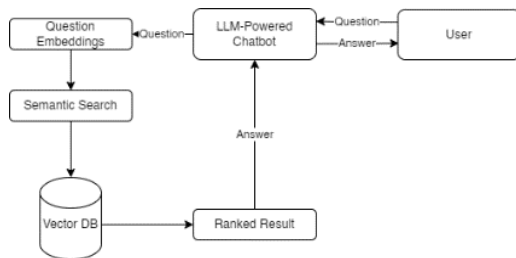 Question
Embeddings
Question
LLM-Powered
Chatbot
Question
Answer
User
Semantic Search
Answer
Vector DB
Ranked Result